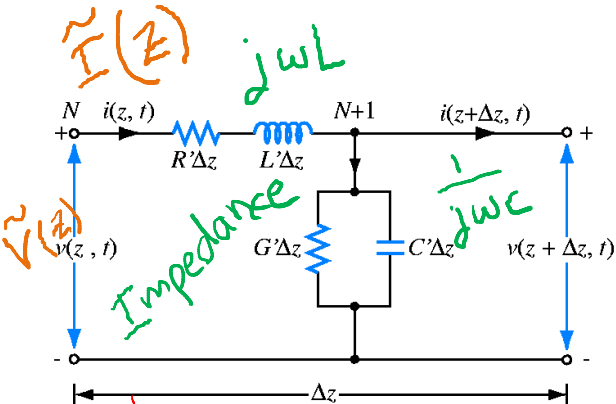 Ĩ(z)
jωL
N i(z, t) N+1 i(z+Δz, t)
+ +
R'Δz L'Δz
1/jωc
Impedance
Ṽ(z)
v(z , t) G'Δz C'Δz v(z + Δz, t)
- -
Δz